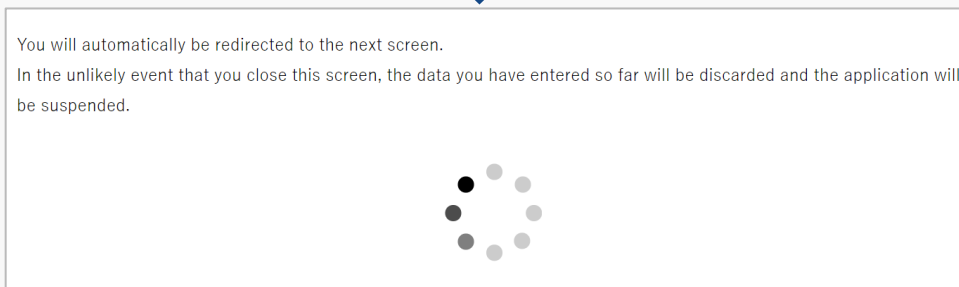 You will automatically be redirected to the next screen.
In the unlikely event that you close this screen, the data you have entered so far will be discarded and the application will
be suspended.